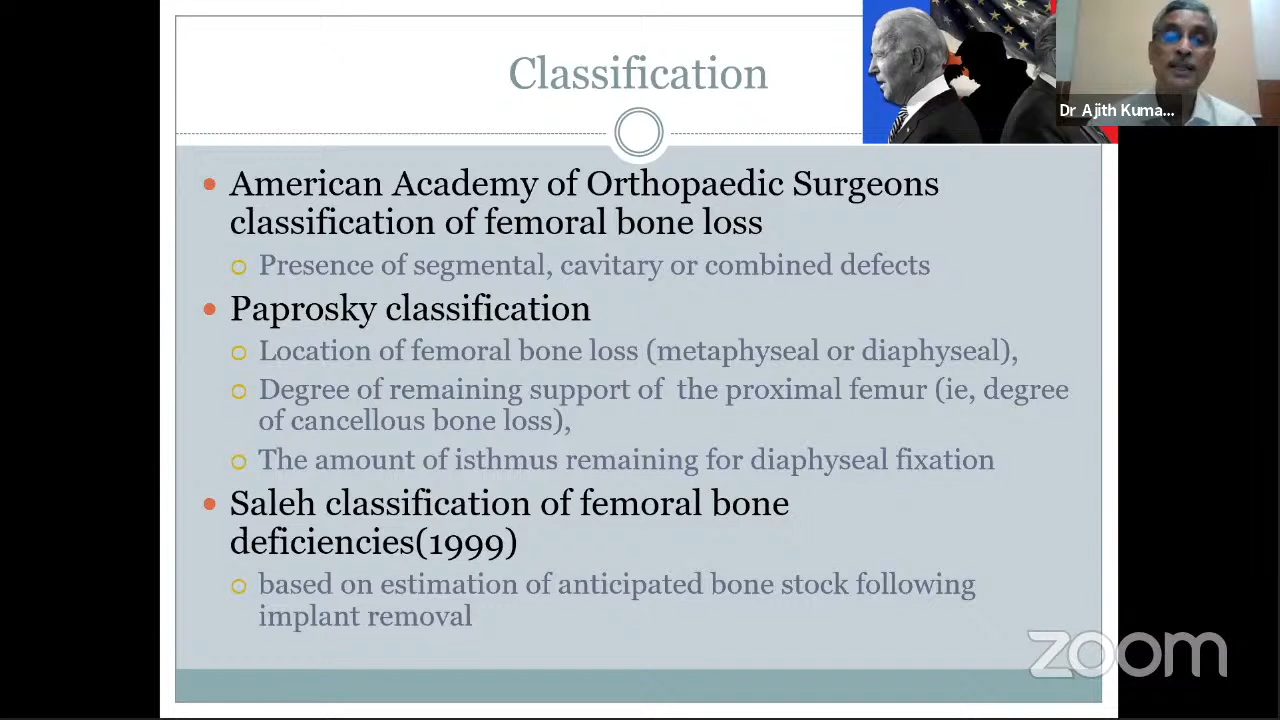 Classification
Dr Ajith Kuma...
American Academy of Orthopaedic Surgeons
classification of femoral bone loss
Presence of segmental, cavitary or combined defects
Paprosky classification
Location of femoral bone loss (metaphyseal or diaphyseal),
Degree of remaining support of  the proximal femur (ie, degree
of cancellous bone loss),
The amount of isthmus remaining for diaphyseal fixation
Saleh classification of femoral bone
deficiencies(1999)
based on estimation of anticipated bone stock following
implant removal
zoom